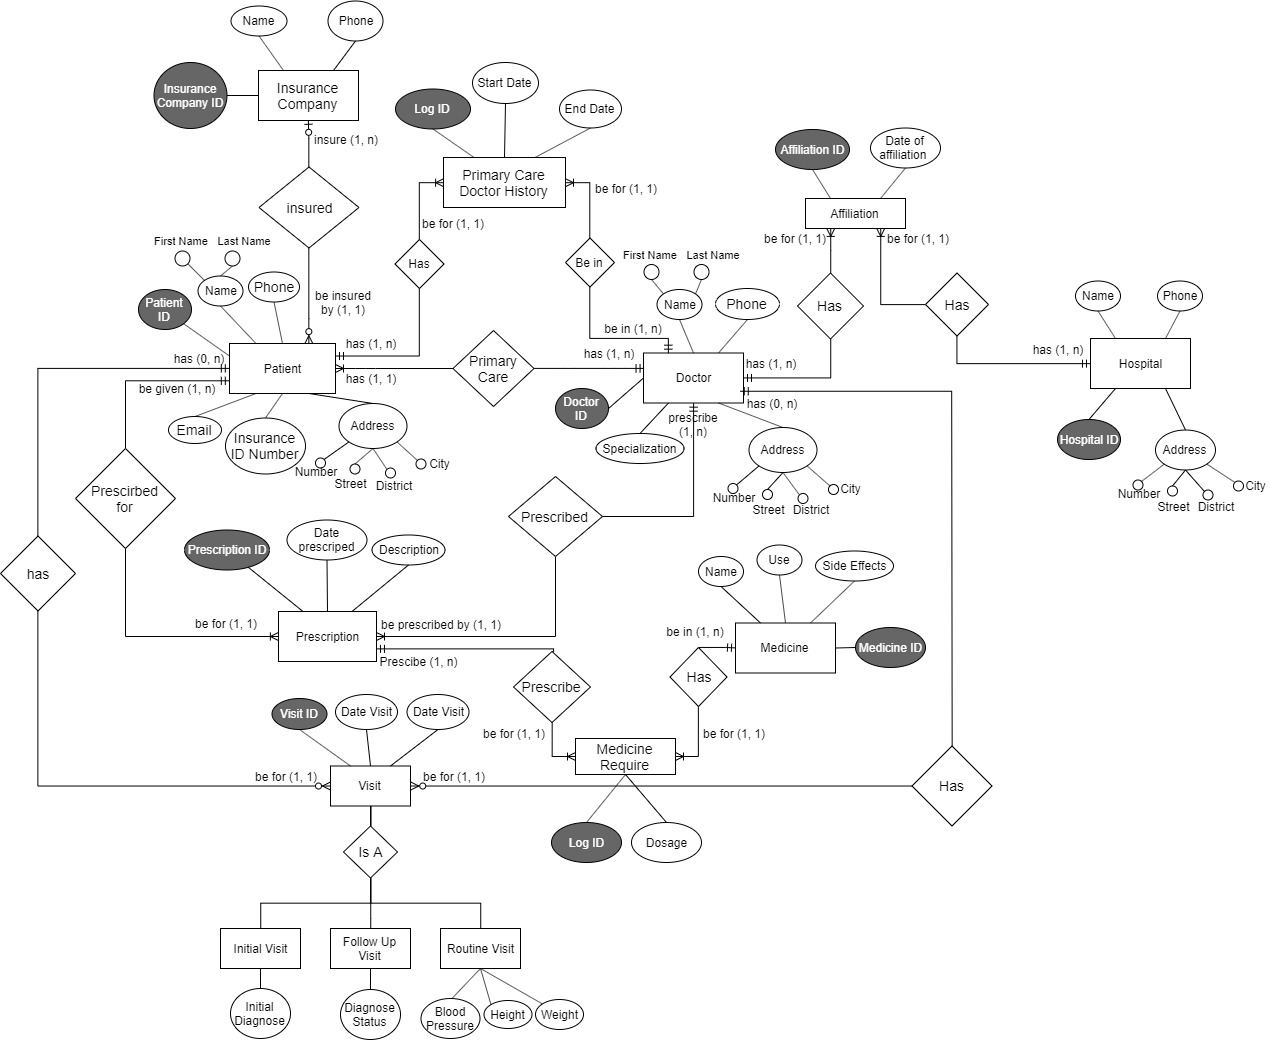 Name
Phone
Insurance
Company ID
Insurance
Company
insure (1, n)
insured
be insured
by (1, 1)
Log ID
Start Date
End Date
Primary Care
Doctor History
be for (1, 1)
Has
has (1, n)
be for (1, 1)
Be in
be in (1, n)
Affiliation ID
Date of
affiliation
Affiliation
be for (1, 1)
be for (1, 1)
Has
has (1, n)
Has
has (1, n)
Name
Phone
Hospital
Hospital ID
Address
Number
Street
District
City
First Name
Last Name
Name
Phone
Patient
ID
Patient
has (0, n)
be given (1, n)
has (1, 1)
Primary
Care
has (1, n)
Email
Insurance
ID Number
Address
Number
Street
District
City
First Name
Last Name
Name
Phone
Doctor
Doctor
ID
Specialization
prescribe
(1, n)
has (0, n)
Address
Number
Street
District
City
Prescirbed
for
Prescribed
has
Prescription ID
Date
prescriped
Description
be for (1, 1)
Prescription
be prescribed by (1, 1)
Prescibe (1, n)
Prescribe
be for (1, 1)
Name
Use
Side Effects
be in (1, n)
Medicine
Medicine ID
Has
be for (1, 1)
Medicine
Require
Log ID
Dosage
Visit ID
Date Visit
Date Visit
be for (1, 1)
Visit
be for (1, 1)
Has
Is A
Initial Visit
Follow Up
Visit
Routine Visit
Initial
Diagnose
Diagnose
Status
Blood
Pressure
Height
Weight